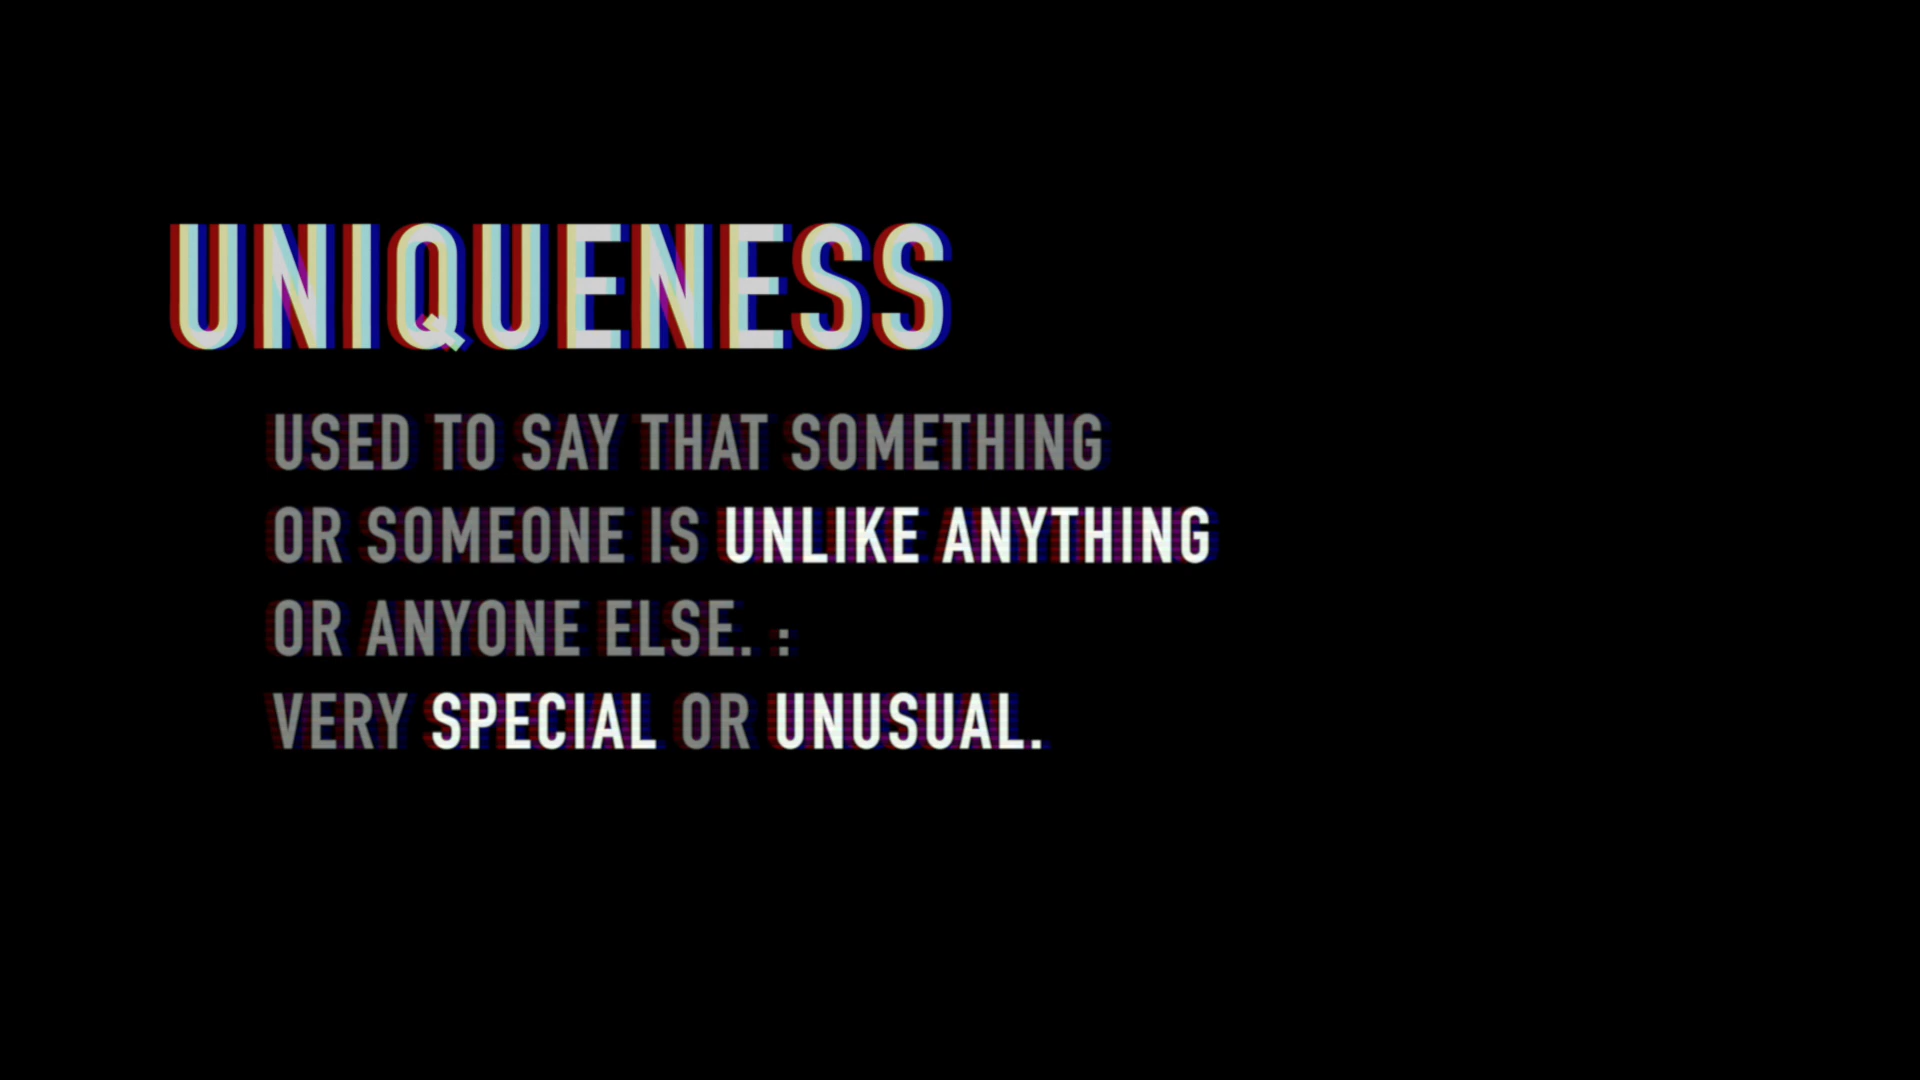 UNIQUENESS
USED TO SAY THAT SOMETHING
OR SOMEONE IS UNLIKE ANYTHING
OR ANYONE ELSE. :
VERY SPECIAL OR UNUSUAL.